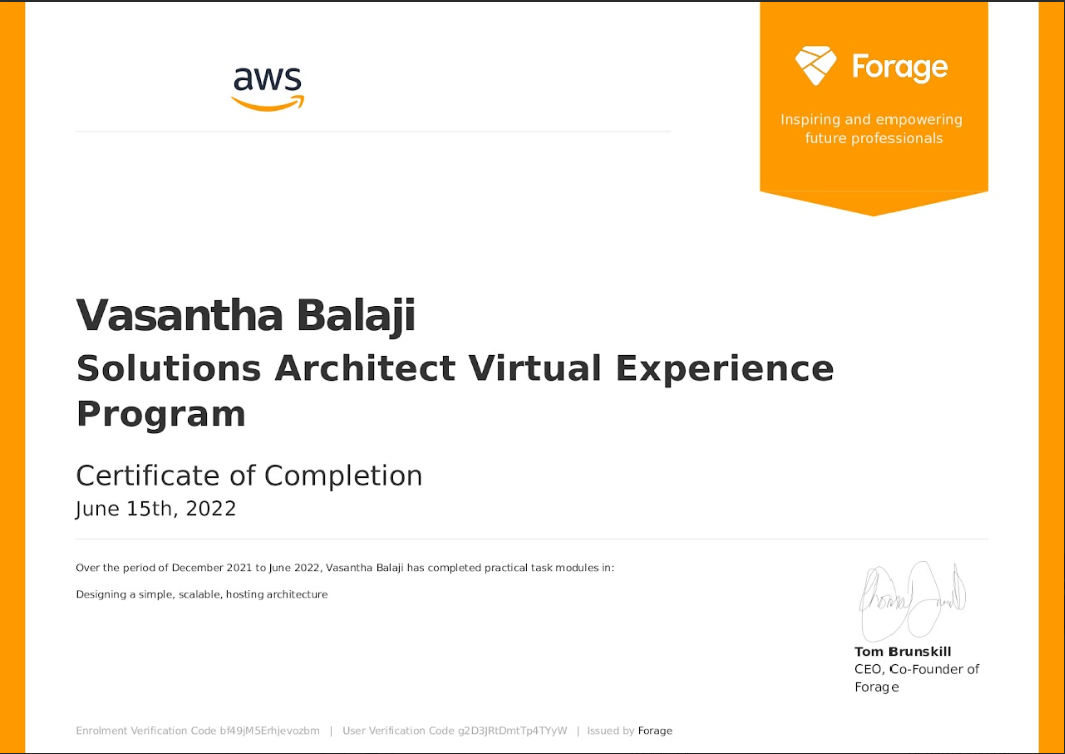 aws
Forage
Inspiring and empowering
future professionals
Vasantha Balaji
Solutions Architect Virtual Experience
Program
Certificate of Completion
June 15th, 2022
Over the period of December 2021 to June 2022, Vasantha Balaji has completed practical task modules in:
Designing a simple, scalable, hosting architecture
Tom Brunskill
CEO, Co-Founder of
Forage
Enrolment Verification Code bf49jM5Erhjevozbm | User Verification Code g2D3JRtDmtTp4TYyW | Issued by Forage